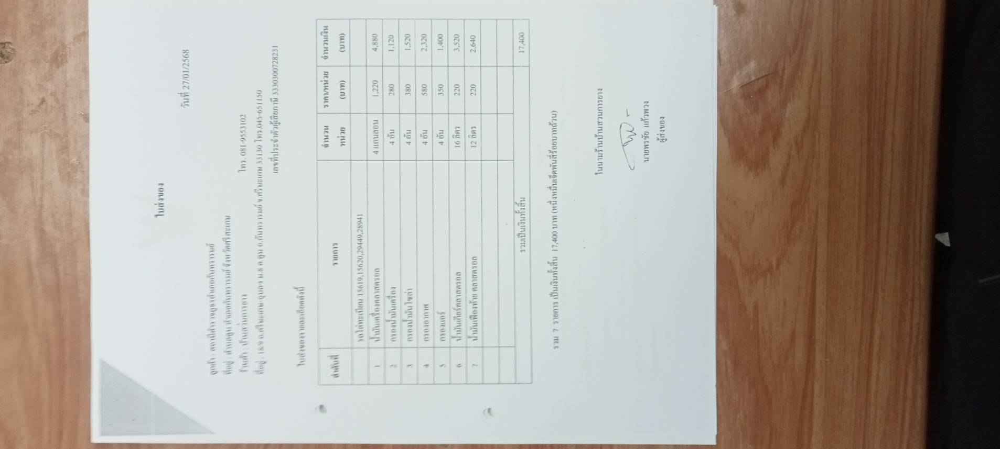 ใบส่งของ
วันที่ 27/01/2568
ลูกค้า : สถานีตำรวจภูธรอำเภอกันทรารมย์
ที่อยู่ : ตำบลดูน อำเภอกันทรารมย์ จังหวัดศรีสะเกษ
ร้านค้า : บ้านสวนการยาง โทร. 081-9553102
ที่อยู่ : 189 ถ.ศรีสะเกษ-อุบลฯ ม.8 ต.ดูน อ.กันทรารมย์ จ.ศรีษะเกษ 33130 โทร.045-651150
เลขที่ประจำตัวผู้เสียภาษี 3330300728231
ใบส่งของรายละเอียดดังนี้
ลำดับที่ รายการ จำนวนหน่วย ราคา/หน่วย (บาท) จำนวนเงิน (บาท)
รถโล่ทะเบียน 15619,15620,29449,28941
1 น้ำมันเครื่องคลาสครอล 4 แกนลอน 1,220 4,880
2 กรองน้ำมันเครื่อง 4 อัน 280 1,120
3 กรองน้ำมันโซล่า 4 อัน 380 1,520
4 กรองอากาศ 4 อัน 580 2,320
5 กรองแอร์ 4 อัน 350 1,400
6 น้ำมันเกียร์คลาสครอล 16 ลิตร 220 3,520
7 น้ำมันเฟืองท้าย คลาสครอล 12 ลิตร 220 2,640
รวมเป็นเงินทั้งสิ้น 17,400
รวม 7 รายการ เป็นเงินทั้งสิ้น 17,400 บาท (หนึ่งหมื่นเจ็ดพันสี่ร้อยบาทถ้วน)
ในนามร้านบ้านสวนการยาง
นายพรชัย แก้วพวง
ผู้ส่งของ